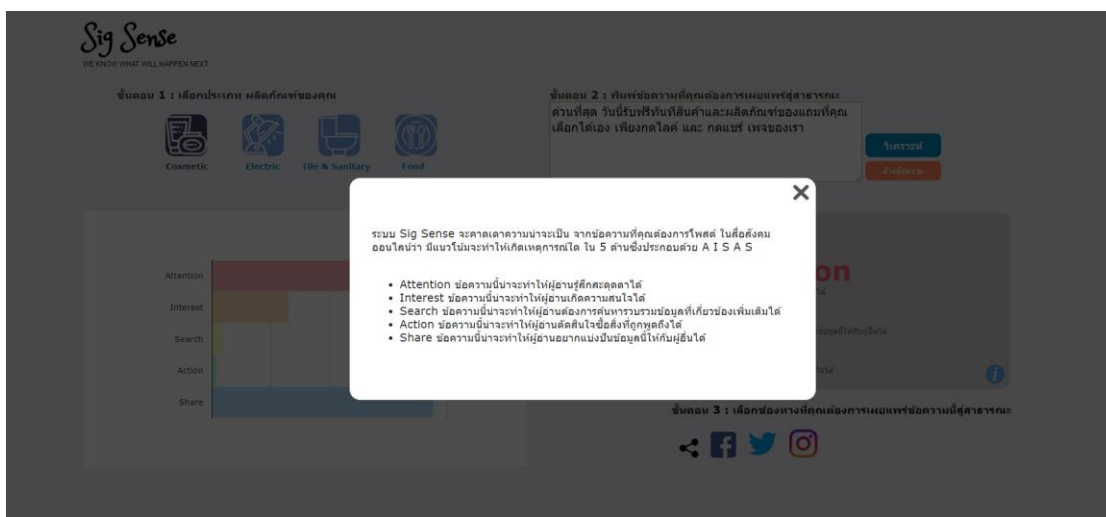 Sig Sense
WE KNOW WHAT WILL HAPPEN NEXT
ขั้นตอน 1 : เลือกประเภท ผลิตภัณฑ์ของคุณ
Cosmetic
Electric
Tile & Sanitary
Food
ขั้นตอน 2 : พิมพ์ข้อความที่คุณต้องการเผยแพร่สู่สาธารณะ
ด่วนที่สุด วันนี้รับฟรีทันทีสินค้าและผลิตภัณฑ์ของแถมที่คุณ
เลือกได้เอง เพียงกดไลค์ และ กดแชร์ เพจของเรา
วิเคราะห์
ล้างข้อความ
ระบบ Sig Sense จะคาดเดาความน่าจะเป็น จากข้อความที่คุณต้องการโพสต์ ในสื่อสังคม
ออนไลน์ว่า มีแนวโน้มจะทำให้เกิดเหตุการณ์ใด ใน 5 ด้านซึ่งประกอบด้วย A I S A S
• Attention ข้อความนี้น่าจะทำให้ผู้อ่านรู้สึกสะดุดตาได้
• Interest ข้อความนี้น่าจะทำให้ผู้อ่านเกิดความสนใจได้
• Search ข้อความนี้น่าจะทำให้ผู้อ่านต้องการค้นหารวบรวมข้อมูลที่เกี่ยวข้องเพิ่มเติมได้
• Action ข้อความนี้น่าจะทำให้ผู้อ่านตัดสินใจซื้อสิ่งที่ถูกพูดถึงได้
• Share ข้อความนี้น่าจะทำให้ผู้อ่านอยากแบ่งปันข้อมูลนี้ให้กับผู้อื่นได้
Attention
Interest
Search
Action
Share
on
ข้อมูลนี้ให้กับผู้อื่นได้
ขั้นตอน 3 : เลือกช่องทางที่คุณต้องการเผยแพร่ข้อความนี้สู่สาธารณะ